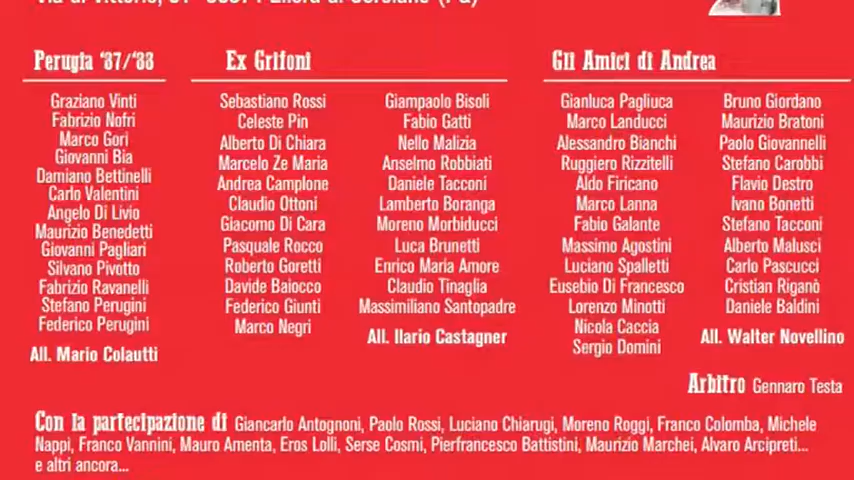 Perugia '87/'88
Graziano Vinti
Fabrizio Nofri
Marco Gori
Giovanni Bia
Damiano Bettinelli
Carlo Valentini
Angelo Di Livio
Maurizio Benedetti
Giovanni Pagliari
Silvano Pivotto
Fabrizio Ravanelli
Stefano Perugini
Federico Perugini
All. Mario Colautti
Ex Grifoni
Sebastiano Rossi
Celeste Pin
Alberto Di Chiara
Marcelo Ze Maria
Andrea Camplone
Claudio Ottoni
Giacomo Di Cara
Pasquale Rocco
Roberto Goretti
Davide Baiocco
Federico Giunti
Marco Negri
Giampaolo Bisoli
Fabio Gatti
Nello Malizia
Anselmo Robbiati
Daniele Tacconi
Lamberto Boranga
Moreno Morbiducci
Luca Brunetti
Enrico Maria Amore
Claudio Tinaglia
Massimiliano Santopadre
All. Ilario Castagner
Gli Amici di Andrea
Gianluca Pagliuca
Marco Landucci
Alessandro Bianchi
Ruggiero Rizzitelli
Aldo Firicano
Marco Lanna
Fabio Galante
Massimo Agostini
Luciano Spalletti
Eusebio Di Francesco
Lorenzo Minotti
Nicola Caccia
Sergio Domini
Bruno Giordano
Maurizio Bratoni
Paolo Giovannelli
Stefano Carobbi
Flavio Destro
Ivano Bonetti
Stefano Tacconi
Alberto Malusci
Carlo Pascucci
Cristian Riganò
Daniele Baldini
All. Walter Novellino
Arbitro Gennaro Testa
Con la partecipazione di Giancarlo Antognoni, Paolo Rossi, Luciano Chiarugi, Moreno Roggi, Franco Colomba, Michele
Nappi, Franco Vannini, Mauro Amenta, Eros Lolli, Serse Cosmi, Pierfrancesco Battistini, Maurizio Marchei, Alvaro Arcipreti...
e altri ancora...